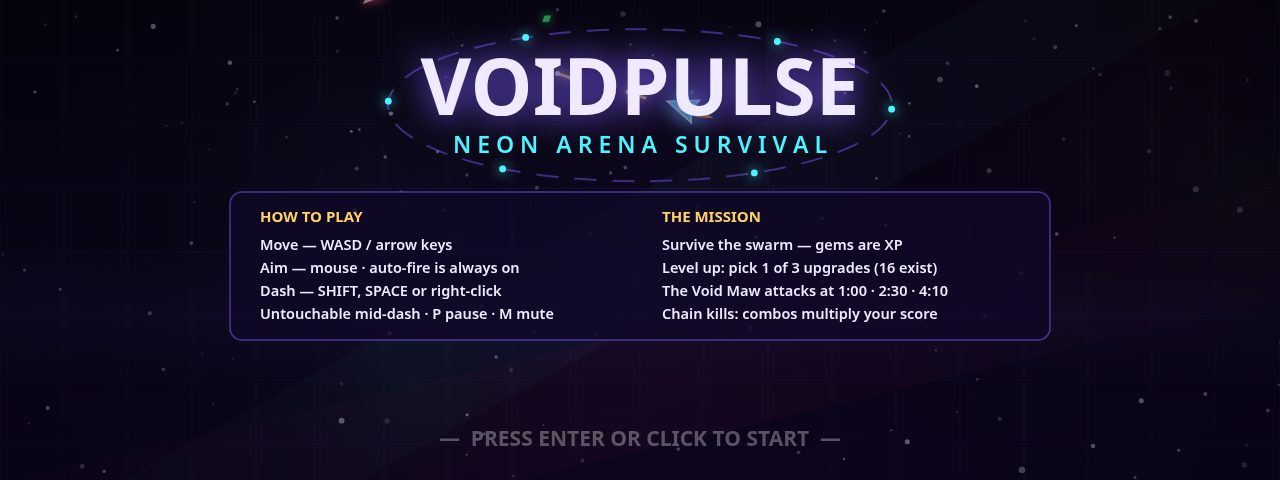 VOIDPULSE
NEON ARENA SURVIVAL
HOW TO PLAY
Move — WASD / arrow keys
Aim — mouse · auto-fire is always on
Dash — SHIFT, SPACE or right-click
Untouchable mid-dash · P pause · M mute
THE MISSION
Survive the swarm — gems are XP
Level up: pick 1 of 3 upgrades (16 exist)
The Void Maw attacks at 1:00 · 2:30 · 4:10
Chain kills: combos multiply your score
— PRESS ENTER OR CLICK TO START —